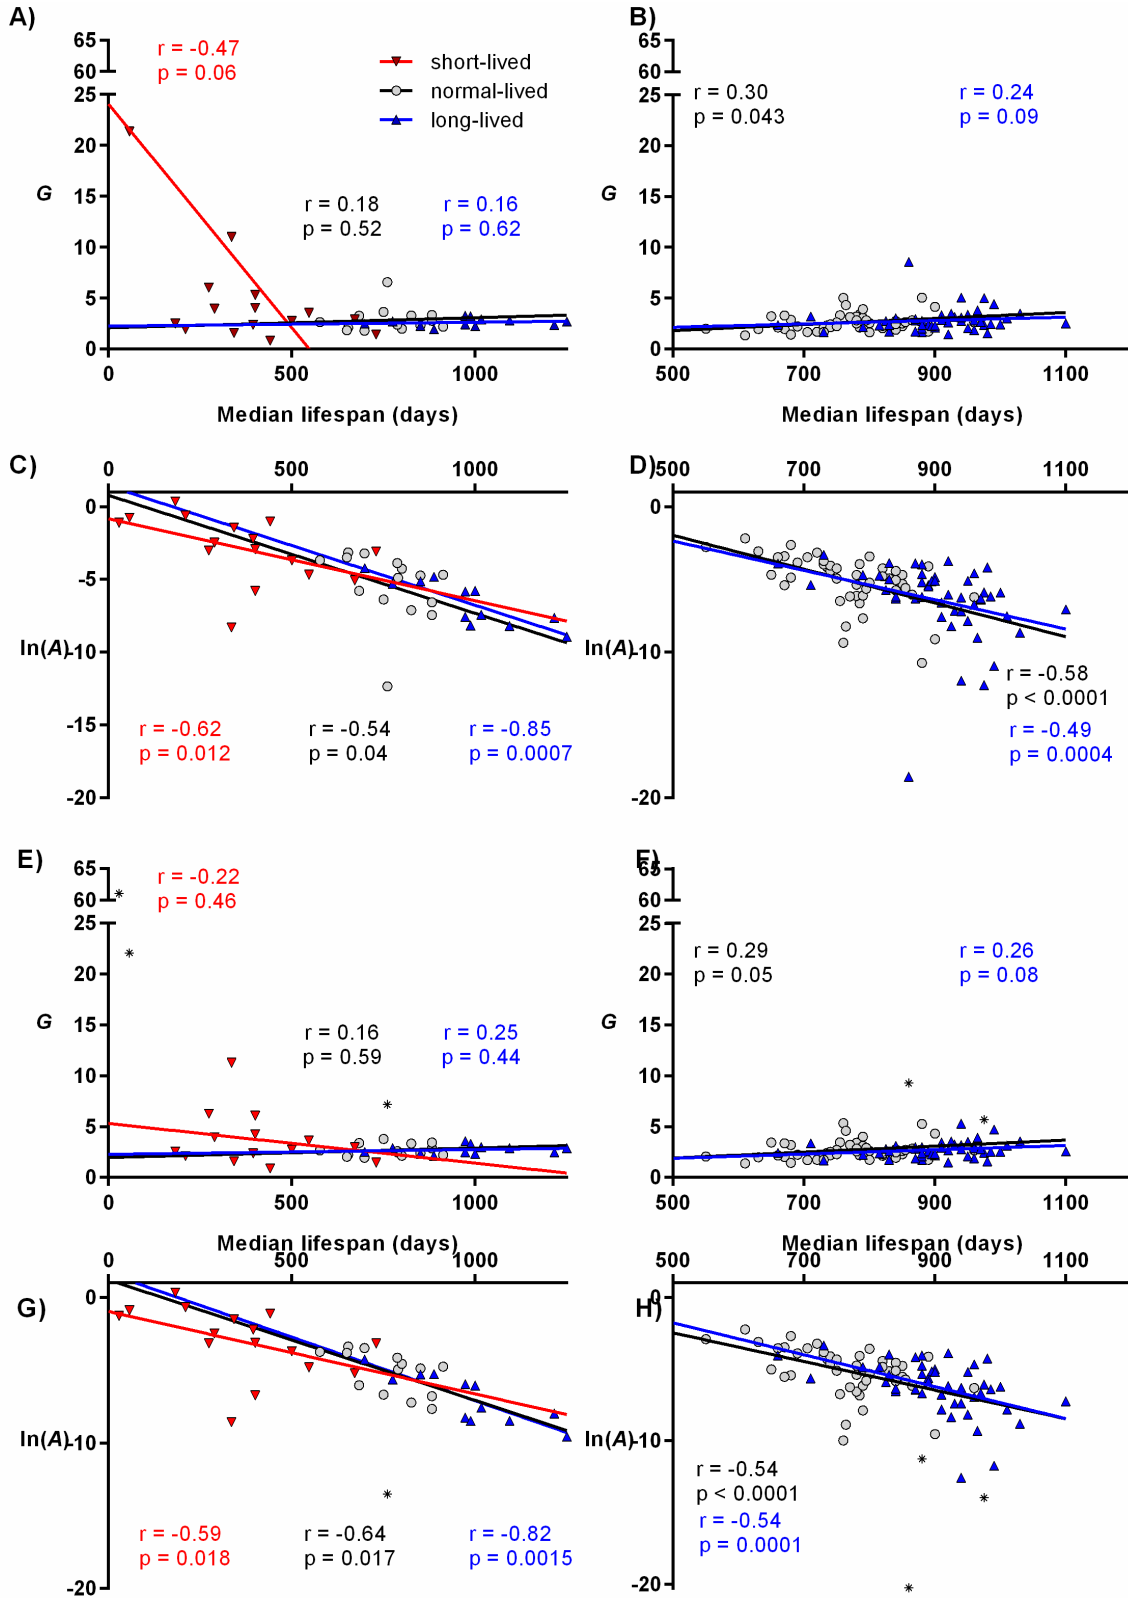 A)
65
60
25
20
15
10
5
0
G
r = -0.47
p = 0.06
short-lived
normal-lived
long-lived
r = 0.18
p = 0.52
r = 0.16
p = 0.62
0 500 1000
Median lifespan (days)
B)
65
60
25
20
15
10
5
0
G
r = 0.30
p = 0.043
r = 0.24
p = 0.09
500 700 900 1100
Median lifespan (days)
C)
0 500 1000
0
-5
-10
-15
-20
ln(A)
r = -0.62
p = 0.012
r = -0.54
p = 0.04
r = -0.85
p = 0.0007
D)
500 700 900 1100
0
-5
-10
-15
-20
ln(A)
r = -0.58
p < 0.0001
r = -0.49
p = 0.0004
E)
65
60
25
20
15
10
5
0
G
r = -0.22
p = 0.46
r = 0.16
p = 0.59
r = 0.25
p = 0.44
0 500 1000
Median lifespan (days)
F)
65
60
25
20
15
10
5
0
G
r = 0.29
p = 0.05
r = 0.26
p = 0.08
500 700 900 1100
Median lifespan (days)
G)
0 500 1000
0
-10
-20
ln(A)
r = -0.59
p = 0.018
r = -0.64
p = 0.017
r = -0.82
p = 0.0015
H)
500 700 900 1100
0
-10
-20
ln(A)
r = -0.54
p < 0.0001
r = -0.54
p = 0.0001